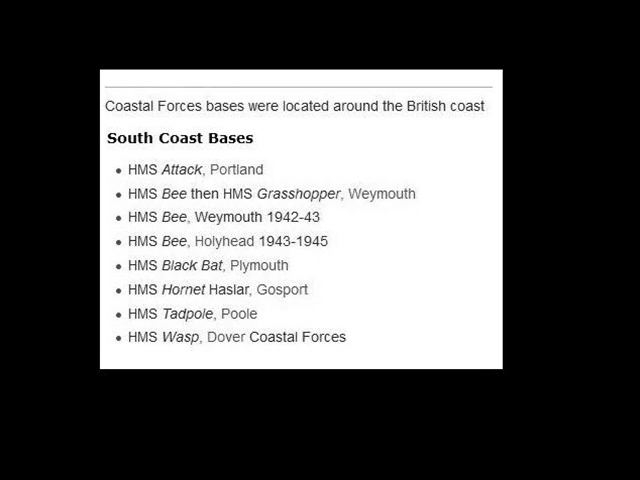 Coastal Forces bases were located around the British coast
South Coast Bases
• HMS Attack, Portland
• HMS Bee then HMS Grasshopper, Weymouth
• HMS Bee, Weymouth 1942-43
• HMS Bee, Holyhead 1943-1945
• HMS Black Bat, Plymouth
• HMS Hornet Haslar, Gosport
• HMS Tadpole, Poole
• HMS Wasp, Dover Coastal Forces